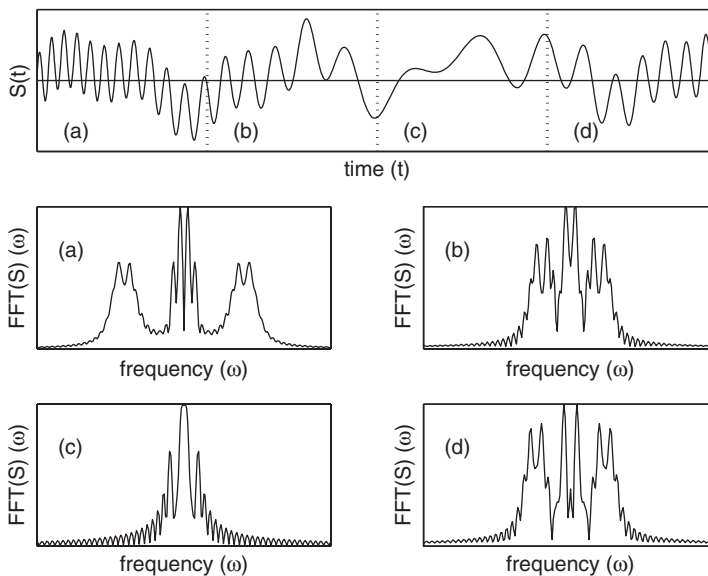 S(t)
(a)
(b)
(c)
(d)
time (t)
FFT(S) (ω)
(a)
frequency (ω)
FFT(S) (ω)
(b)
frequency (ω)
FFT(S) (ω)
(c)
frequency (ω)
FFT(S) (ω)
(d)
frequency (ω)